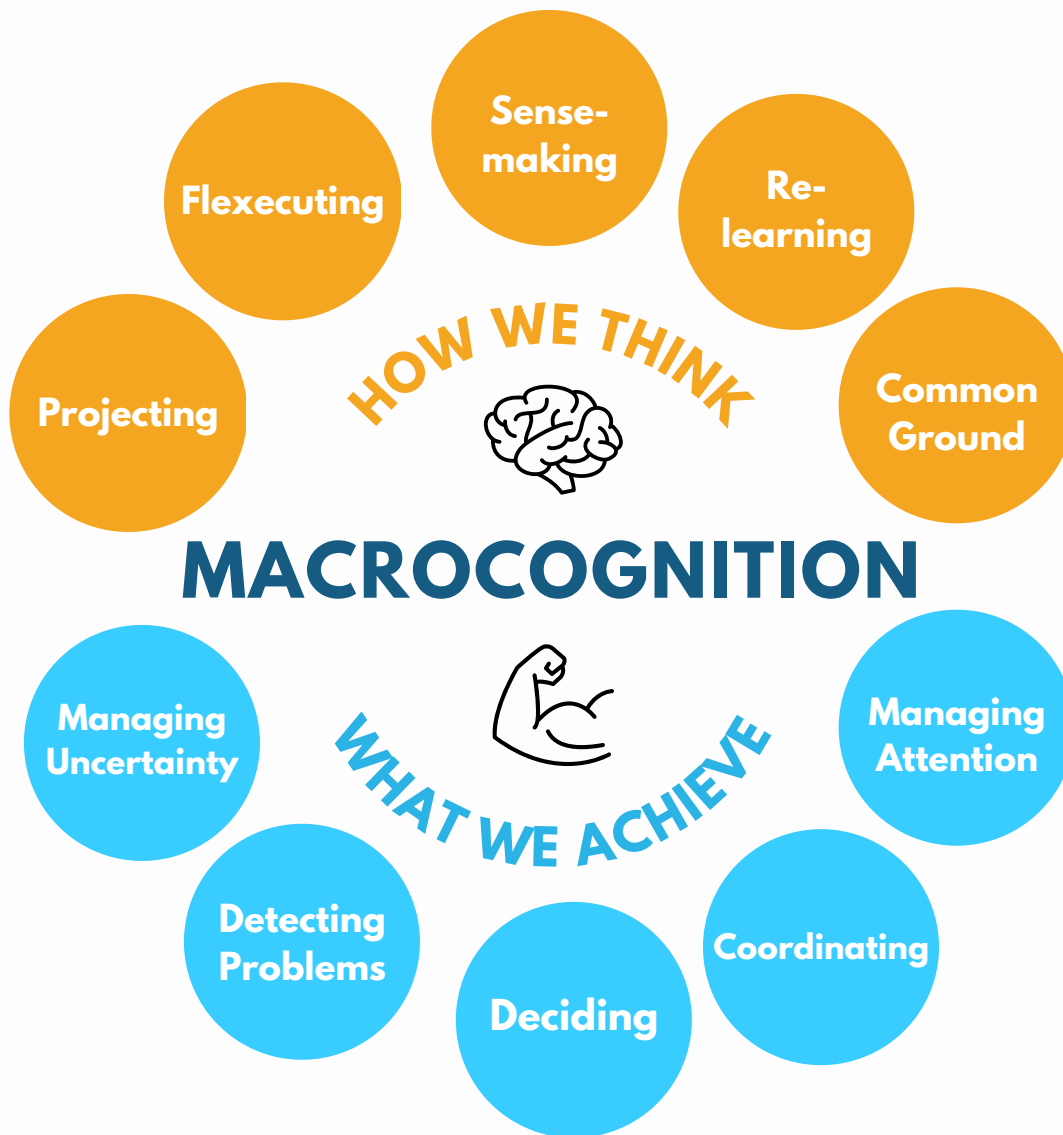 Sense-
making
Flexecuting
Re-
learning
Projecting
Common
Ground
HOW WE THINK
MACROCOGNITION
Managing
Uncertainty
Managing
Attention
WHAT WE ACHIEVE
Detecting
Problems
Coordinating
Deciding